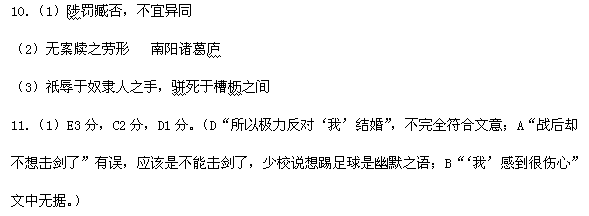 10.（1）陟罚臧否，不宜异同
（2）无案牍之劳形 南阳诸葛庐
（3）祇辱于奴隶人之手，骈死于槽枥之间
11.（1）E3分，C2分，D1分。（D“所以极力反对‘我’结婚”，不完全符合文意；A“战后却
不想击剑了”有误，应该是不能击剑了，少校说想踢足球是幽默之语；B“‘我’感到很伤心”
文中无据。）